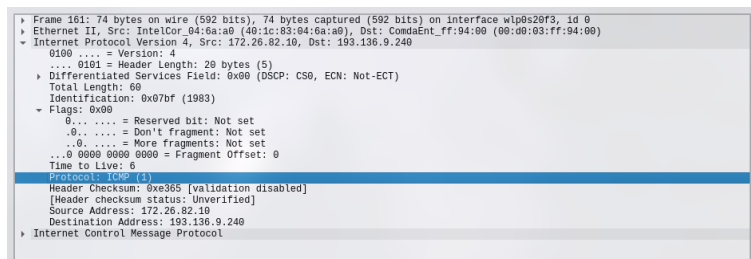 Frame 161: 74 bytes on wire (592 bits), 74 bytes captured (592 bits) on interface wlp0s20f3, id 0
Ethernet II, Src: IntelCor_04:6a:a0 (40:1c:83:04:6a:a0), Dst: ComdaEnt_ff:94:00 (00:d0:03:ff:94:00)
Internet Protocol Version 4, Src: 172.26.82.10, Dst: 193.136.9.240
0100 .... = Version: 4
.... 0101 = Header Length: 20 bytes (5)
Differentiated Services Field: 0x00 (DSCP: CS0, ECN: Not-ECT)
Total Length: 60
Identification: 0x07bf (1983)
Flags: 0x00
0... .... = Reserved bit: Not set
.0.. .... = Don't fragment: Not set
..0. .... = More fragments: Not set
...0 0000 0000 0000 = Fragment Offset: 0
Time to Live: 6
Protocol: ICMP (1)
Header Checksum: 0xe365 [validation disabled]
[Header checksum status: Unverified]
Source Address: 172.26.82.10
Destination Address: 193.136.9.240
Internet Control Message Protocol